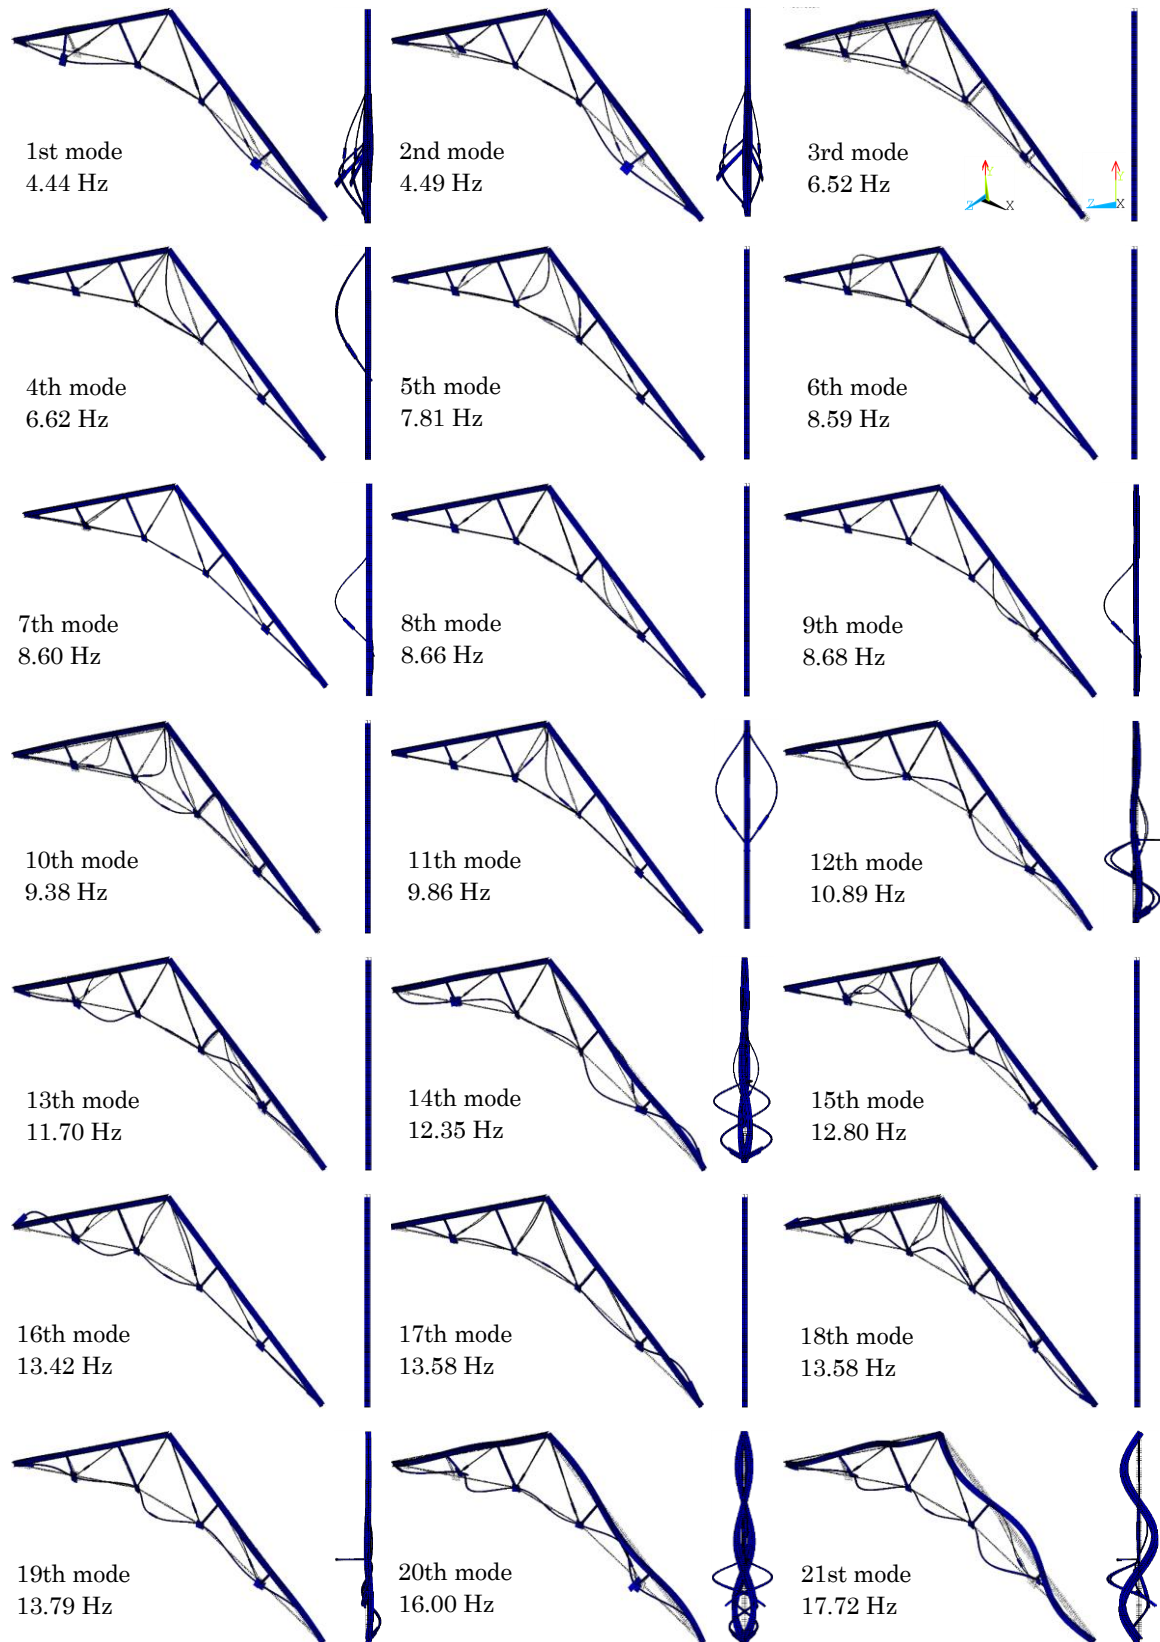 1st mode
4.44 Hz
2nd mode
4.49 Hz
3rd mode
6.52 Hz
Y
Z
X
Y
Z
X
4th mode
6.62 Hz
5th mode
7.81 Hz
6th mode
8.59 Hz
7th mode
8.60 Hz
8th mode
8.66 Hz
9th mode
8.68 Hz
10th mode
9.38 Hz
11th mode
9.86 Hz
12th mode
10.89 Hz
13th mode
11.70 Hz
14th mode
12.35 Hz
15th mode
12.80 Hz
16th mode
13.42 Hz
17th mode
13.58 Hz
18th mode
13.58 Hz
19th mode
13.79 Hz
20th mode
16.00 Hz
21st mode
17.72 Hz